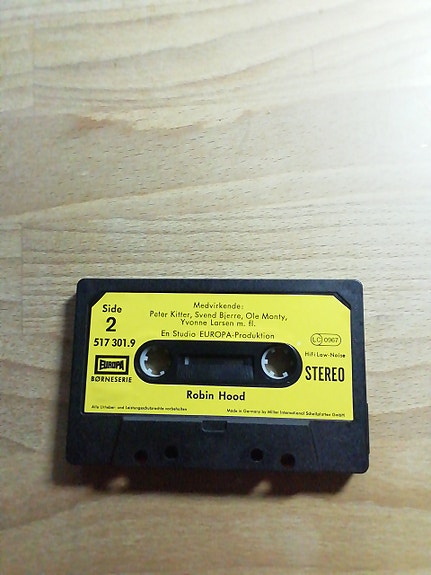 Side
2
517 301.9
EUROPA
BØRNESERIE
Medvirkende:
Peter Kitter, Svend Bjerre, Ole Monty,
Yvonne Larsen m. fl.
En Studio EUROPA-Produktion
LC 0967
HiFi Low-Noise
STEREO
Robin Hood
Alle Urheber- und Leistungsschutzrechte vorbehalten
Made in Germany by Miller International Schallplatten GmbH